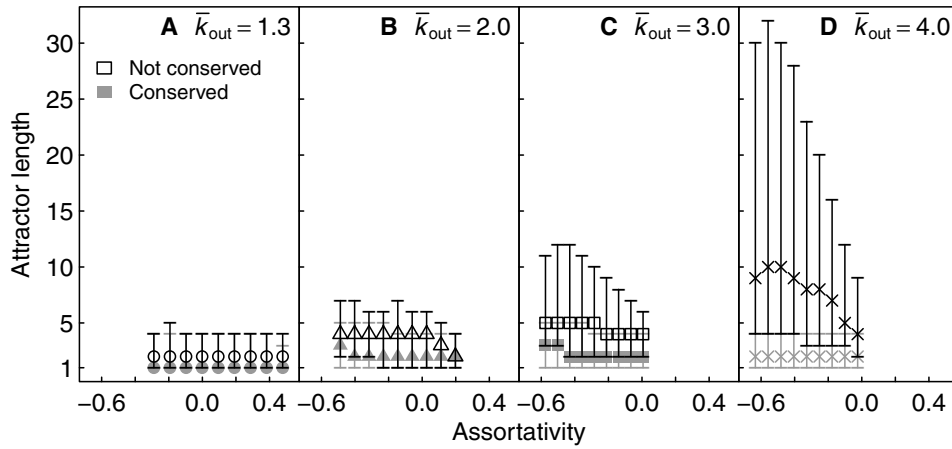 A k̅out = 1.3
B k̅out = 2.0
C k̅out = 3.0
D k̅out = 4.0
Not conserved
Conserved
Attractor length
30
25
20
15
10
5
1
−0.6 0.0 0.4
−0.6 0.0 0.4
−0.6 0.0 0.4
−0.6 0.0 0.4
Assortativity